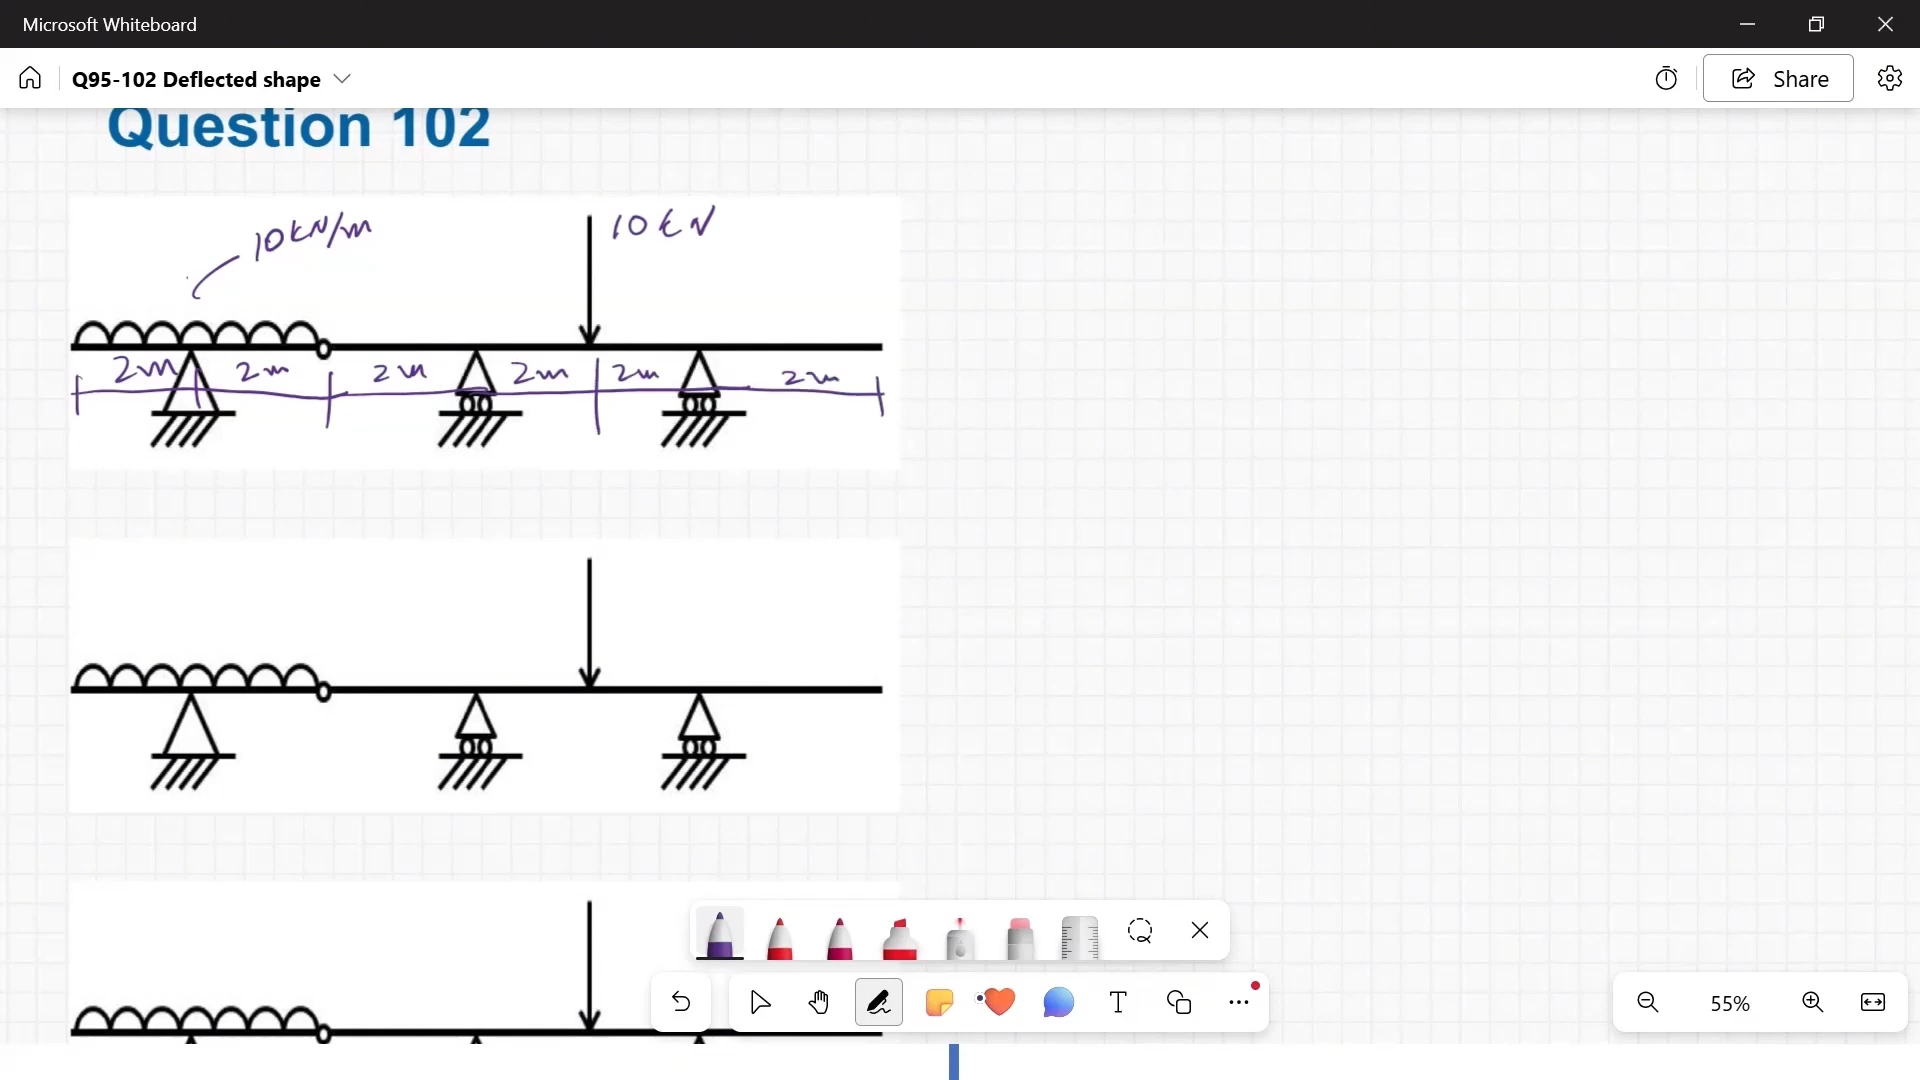 Microsoft Whiteboard
Q95-102 Deflected shape
Share
Question 102
10kN/m
10kN
2m 2m 2m 2m 2m 2m
T
55%